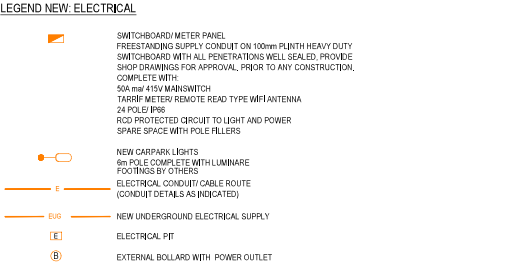 LEGEND NEW: ELECTRICAL
SWITCHBOARD/ METER PANEL
FREESTANDING SUPPLY CONDUIT ON 100mm PLINTH HEAVY DUTY
SWITCHBOARD WITH ALL PENETRATIONS WELL SEALED, PROVIDE
SHOP DRAWINGS FOR APPROVAL, PRIOR TO ANY CONSTRUCTION.
COMPLETE WITH:
50A ma/ 415V MAINSWITCH
TARRIF METER/ REMOTE READ TYPE WIFI ANTENNA
24 POLE/ IP66
RCD PROTECTED CIRCUIT TO LIGHT AND POWER
SPARE SPACE WITH POLE FILLERS
NEW CARPARK LIGHTS
6m POLE COMPLETE WITH LUMINARE
FOOTINGS BY OTHERS
E ELECTRICAL CONDUIT/ CABLE ROUTE
(CONDUIT DETAILS AS INDICATED)
BUG NEW UNDERGROUND ELECTRICAL SUPPLY
E ELECTRICAL PIT
B EXTERNAL BOLLARD WITH POWER OUTLET